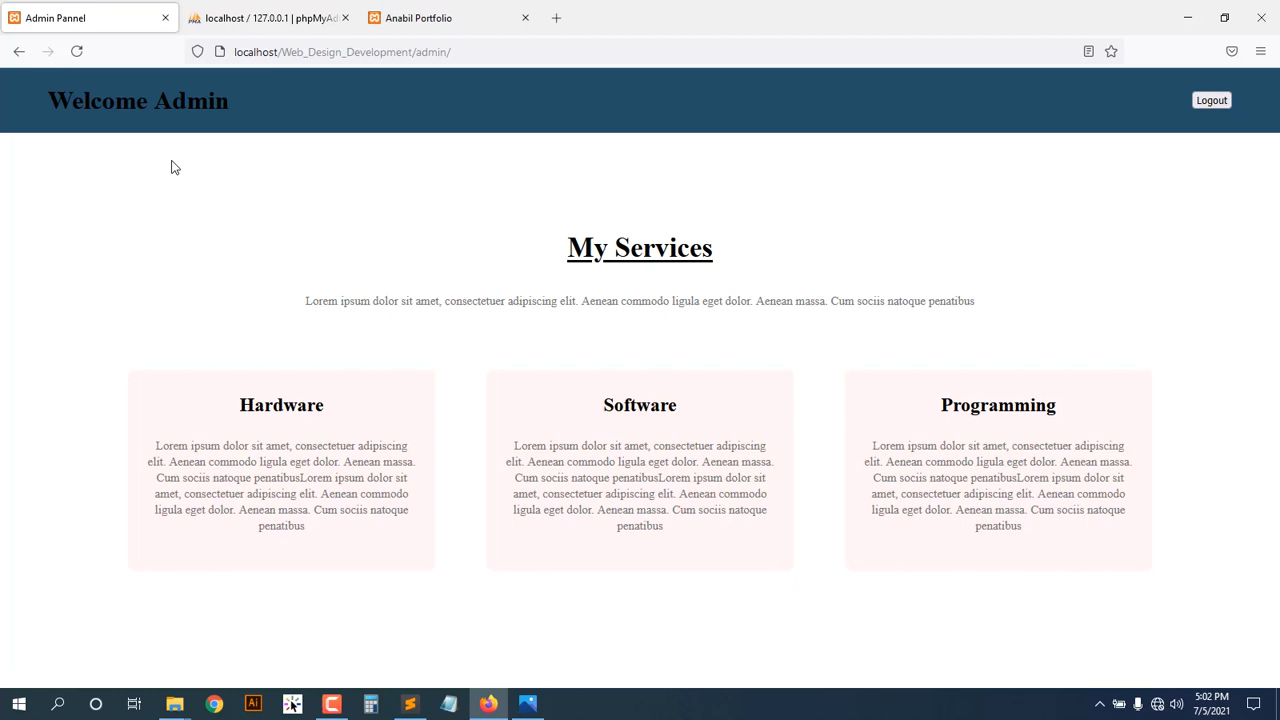 Admin Pannel
localhost / 127.0.0.1 | phpMyAd
Anabil Portfolio
localhost/Web_Design_Development/admin/
Welcome Admin
Logout
My Services
Lorem ipsum dolor sit amet, consectetuer adipiscing elit. Aenean commodo ligula eget dolor. Aenean massa. Cum sociis natoque penatibus
Hardware
Lorem ipsum dolor sit amet, consectetuer adipiscing
elit. Aenean commodo ligula eget dolor. Aenean massa.
Cum sociis natoque penatibusLorem ipsum dolor sit
amet, consectetuer adipiscing elit. Aenean commodo
ligula eget dolor. Aenean massa. Cum sociis natoque
penatibus
Software
Lorem ipsum dolor sit amet, consectetuer adipiscing
elit. Aenean commodo ligula eget dolor. Aenean massa.
Cum sociis natoque penatibusLorem ipsum dolor sit
amet, consectetuer adipiscing elit. Aenean commodo
ligula eget dolor. Aenean massa. Cum sociis natoque
penatibus
Programming
Lorem ipsum dolor sit amet, consectetuer adipiscing
elit. Aenean commodo ligula eget dolor. Aenean massa.
Cum sociis natoque penatibusLorem ipsum dolor sit
amet, consectetuer adipiscing elit. Aenean commodo
ligula eget dolor. Aenean massa. Cum sociis natoque
penatibus
Ai
5:02 PM
7/5/2021